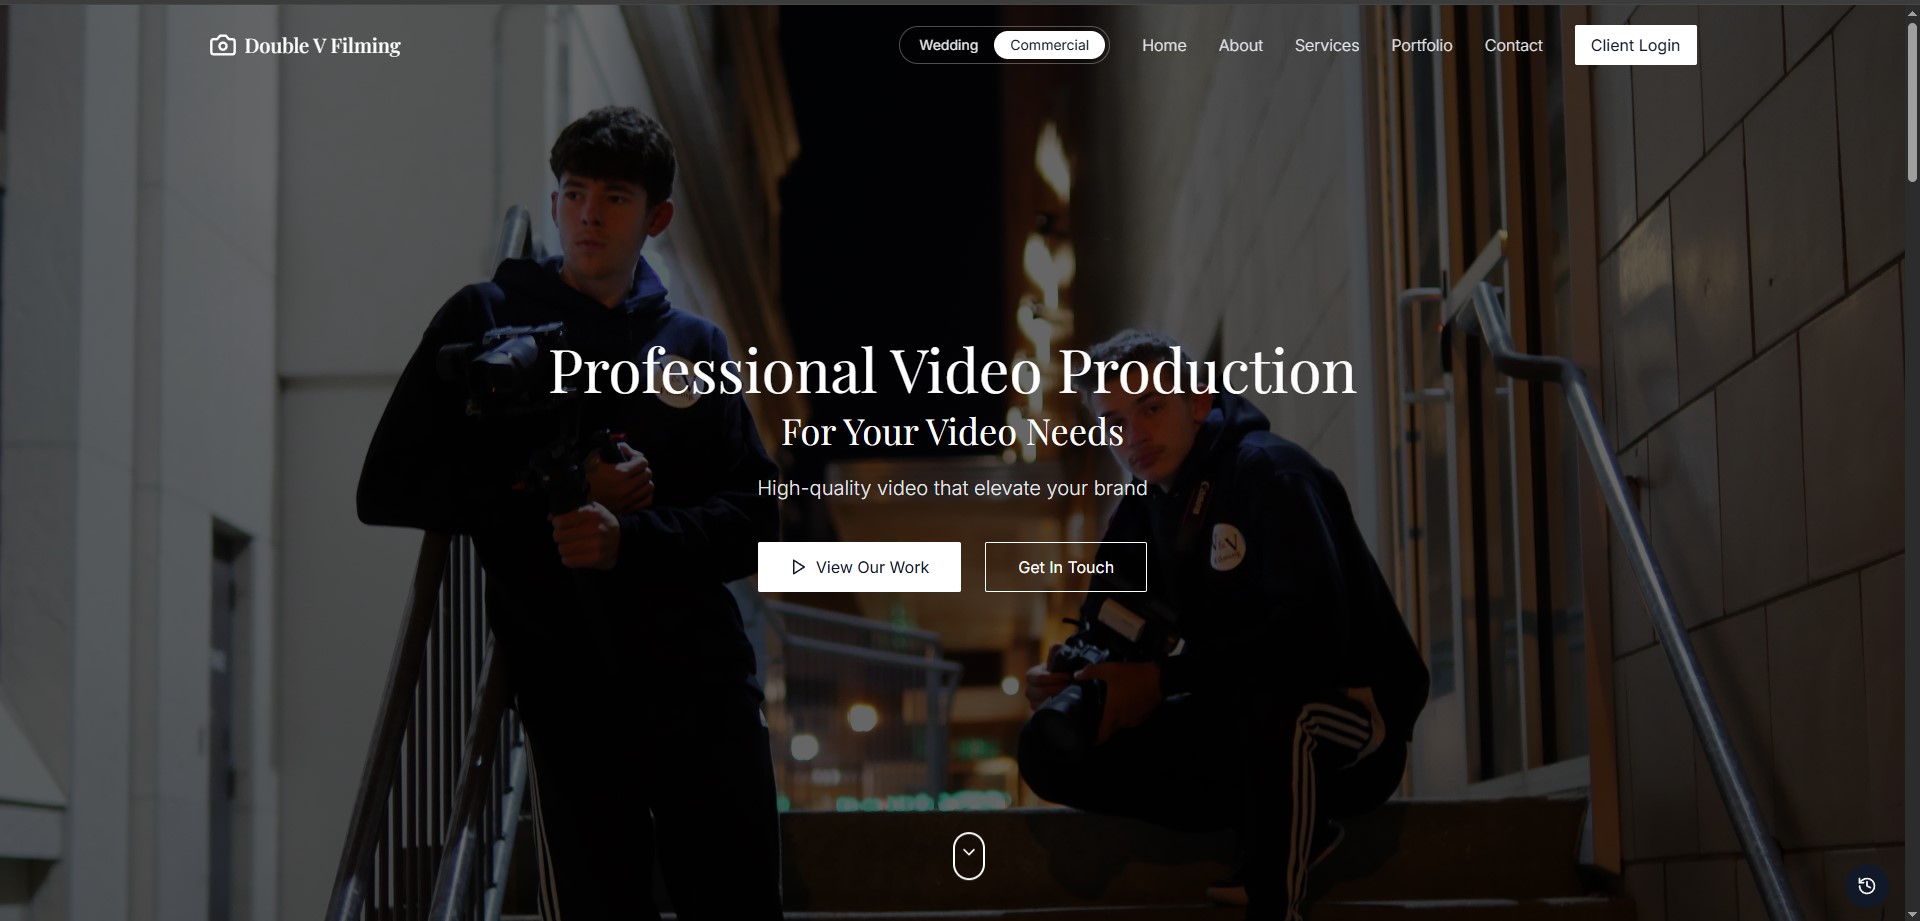 Double V Filming
Wedding
Commercial
Home
About
Services
Portfolio
Contact
Client Login
Professional Video Production
For Your Video Needs
High-quality video that elevate your brand
View Our Work
Get In Touch